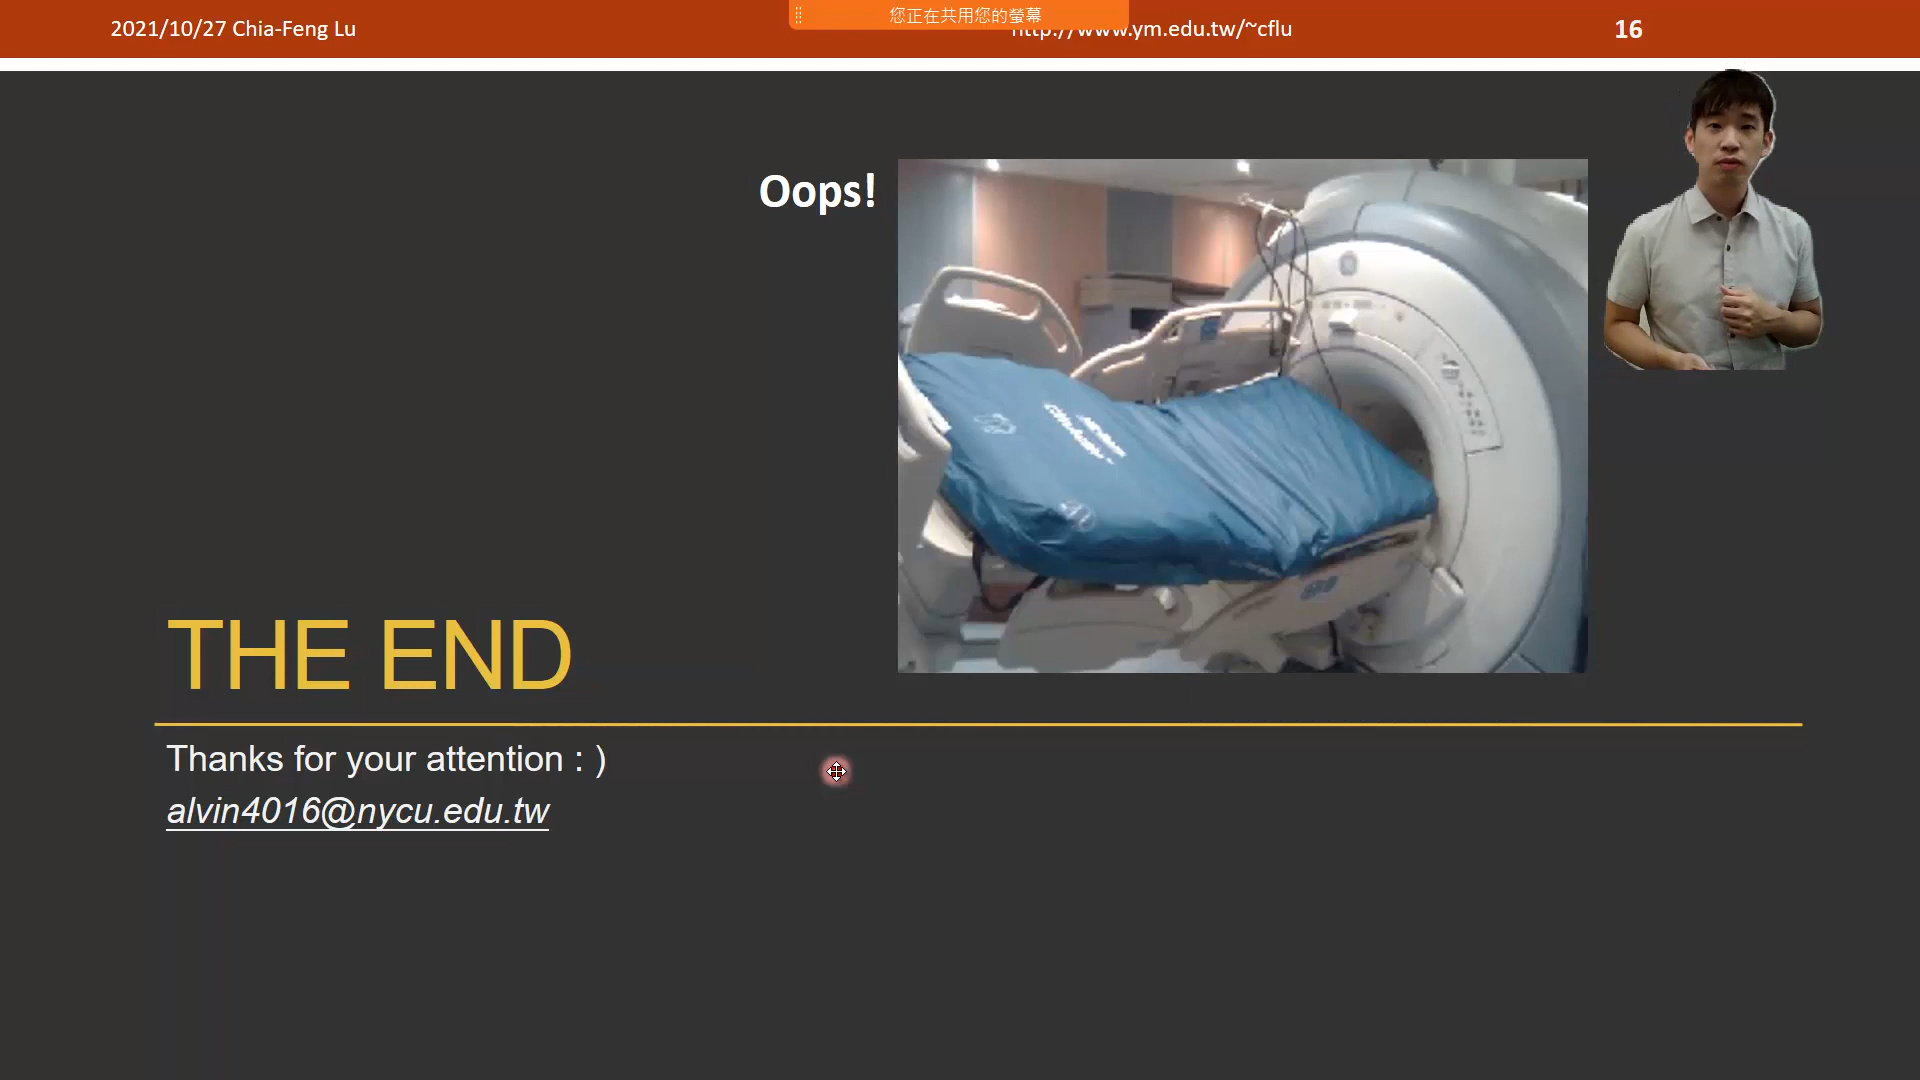 2021/10/27 Chia-Feng Lu
您正在共用您的螢幕
http://www.ym.edu.tw/~cflu
16
Oops!
THE END
Thanks for your attention : )
alvin4016@nycu.edu.tw